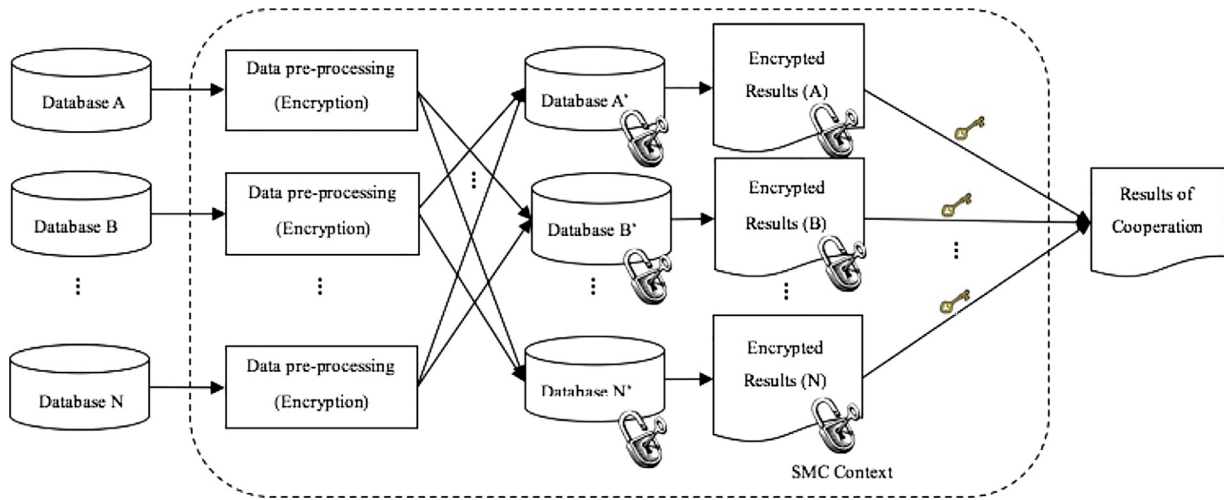 Database A
Data pre-processing
(Encryption)
Database A'
Encrypted
Results (A)
Database B
Data pre-processing
(Encryption)
Database B'
Encrypted
Results (B)
Results of
Cooperation
Database N
Data pre-processing
(Encryption)
Database N'
Encrypted
Results (N)
SMC Context